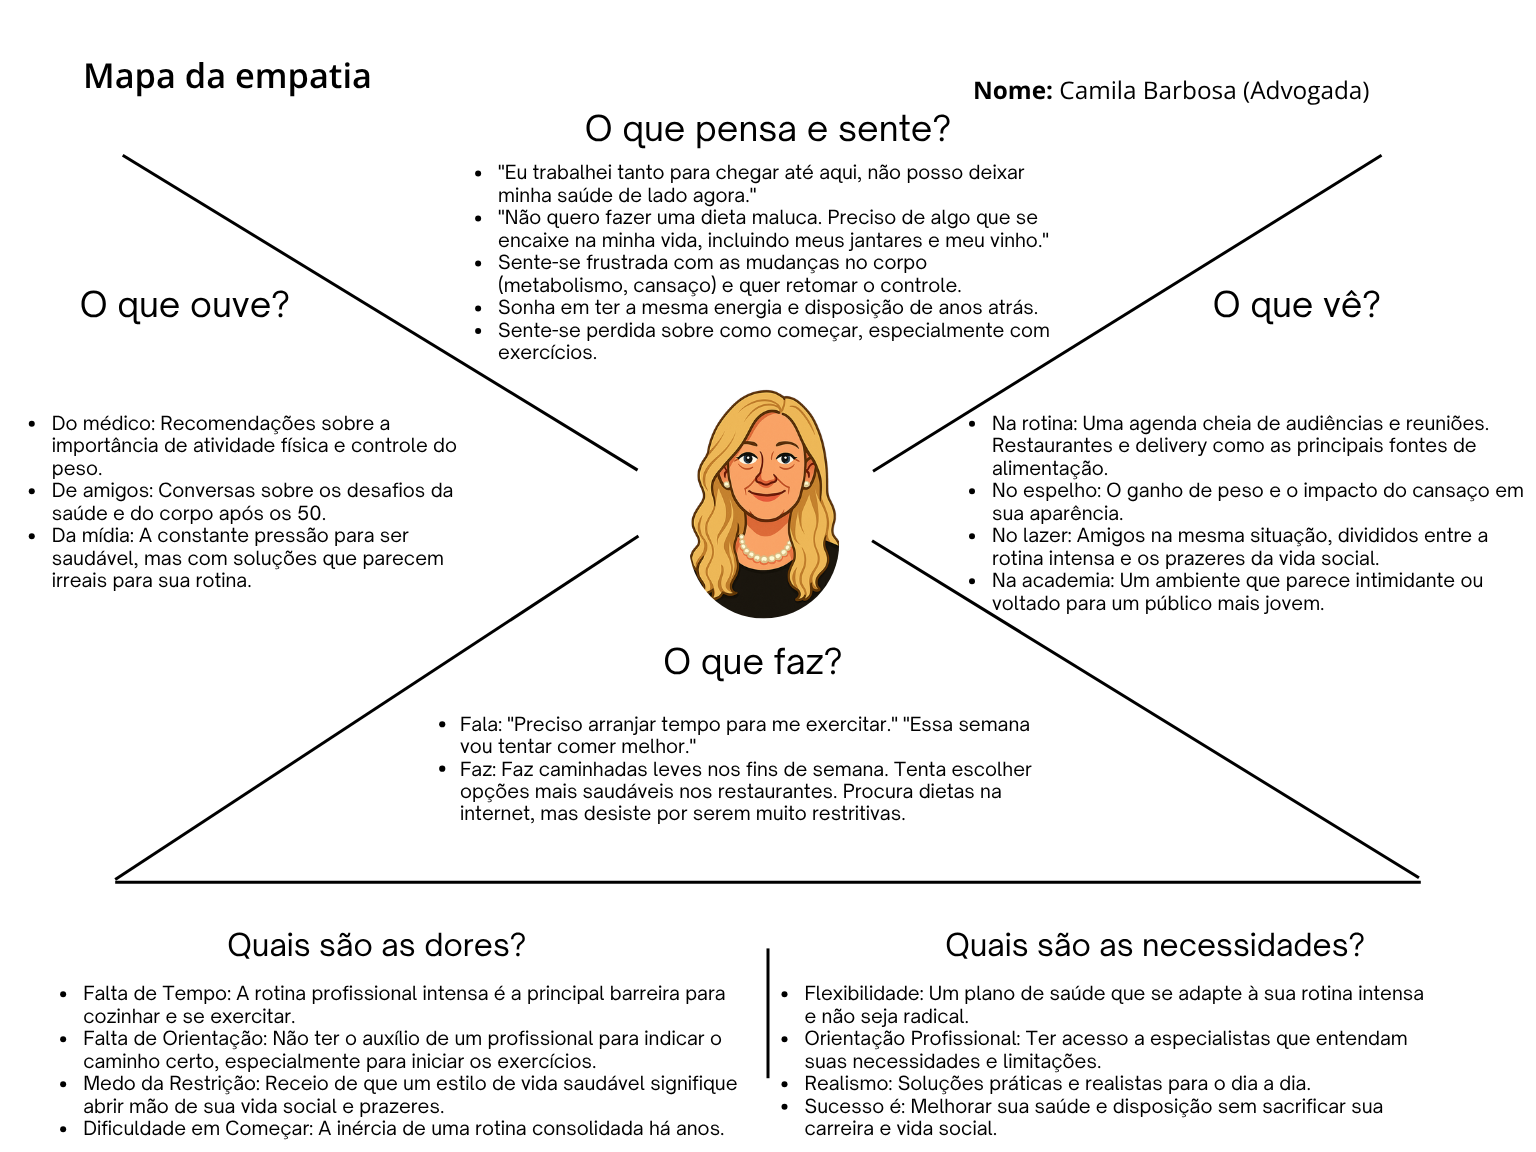 Mapa da empatia
Nome: Camila Barbosa (Advogada)
O que pensa e sente?
• "Eu trabalhei tanto para chegar até aqui, não posso deixar
minha saúde de lado agora."
• "Não quero fazer uma dieta maluca. Preciso de algo que se
encaixe na minha vida, incluindo meus jantares e meu vinho."
• Sente-se frustrada com as mudanças no corpo
(metabolismo, cansaço) e quer retomar o controle.
• Sonha em ter a mesma energia e disposição de anos atrás.
• Sente-se perdida sobre como começar, especialmente com
exercícios.
O que ouve?
• Do médico: Recomendações sobre a
importância de atividade física e controle do
peso.
• De amigos: Conversas sobre os desafios da
saúde e do corpo após os 50.
• Da mídia: A constante pressão para ser
saudável, mas com soluções que parecem
irreais para sua rotina.
O que vê?
• Na rotina: Uma agenda cheia de audiências e reuniões.
Restaurantes e delivery como as principais fontes de
alimentação.
• No espelho: O ganho de peso e o impacto do cansaço em
sua aparência.
• No lazer: Amigos na mesma situação, divididos entre a
rotina intensa e os prazeres da vida social.
• Na academia: Um ambiente que parece intimidante ou
voltado para um público mais jovem.
O que faz?
• Fala: "Preciso arranjar tempo para me exercitar." "Essa semana
vou tentar comer melhor."
• Faz: Faz caminhadas leves nos fins de semana. Tenta escolher
opções mais saudáveis nos restaurantes. Procura dietas na
internet, mas desiste por serem muito restritivas.
Quais são as dores?
• Falta de Tempo: A rotina profissional intensa é a principal barreira para
cozinhar e se exercitar.
• Falta de Orientação: Não ter o auxílio de um profissional para indicar o
caminho certo, especialmente para iniciar os exercícios.
• Medo da Restrição: Receio de que um estilo de vida saudável signifique
abrir mão de sua vida social e prazeres.
• Dificuldade em Começar: A inércia de uma rotina consolidada há anos.
Quais são as necessidades?
• Flexibilidade: Um plano de saúde que se adapte à sua rotina intensa
e não seja radical.
• Orientação Profissional: Ter acesso a especialistas que entendam
suas necessidades e limitações.
• Realismo: Soluções práticas e realistas para o dia a dia.
• Sucesso é: Melhorar sua saúde e disposição sem sacrificar sua
carreira e vida social.